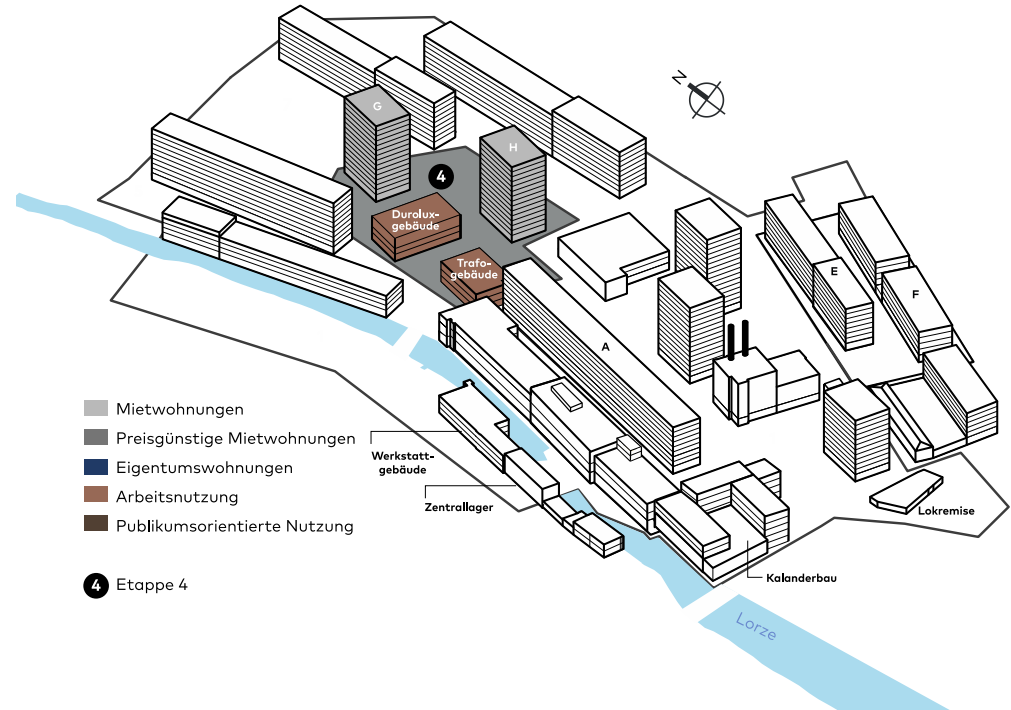 N
G
H
4
Durolux-
gebäude
Trafo-
gebäude
E
F
A
Mietwohnungen
Preisgünstige Mietwohnungen
Eigentumswohnungen
Arbeitsnutzung
Publikumsorientierte Nutzung
4 Etappe 4
Werkstatt-
gebäude
Zentrallager
Lokremise
Kalanderbau
Lorze